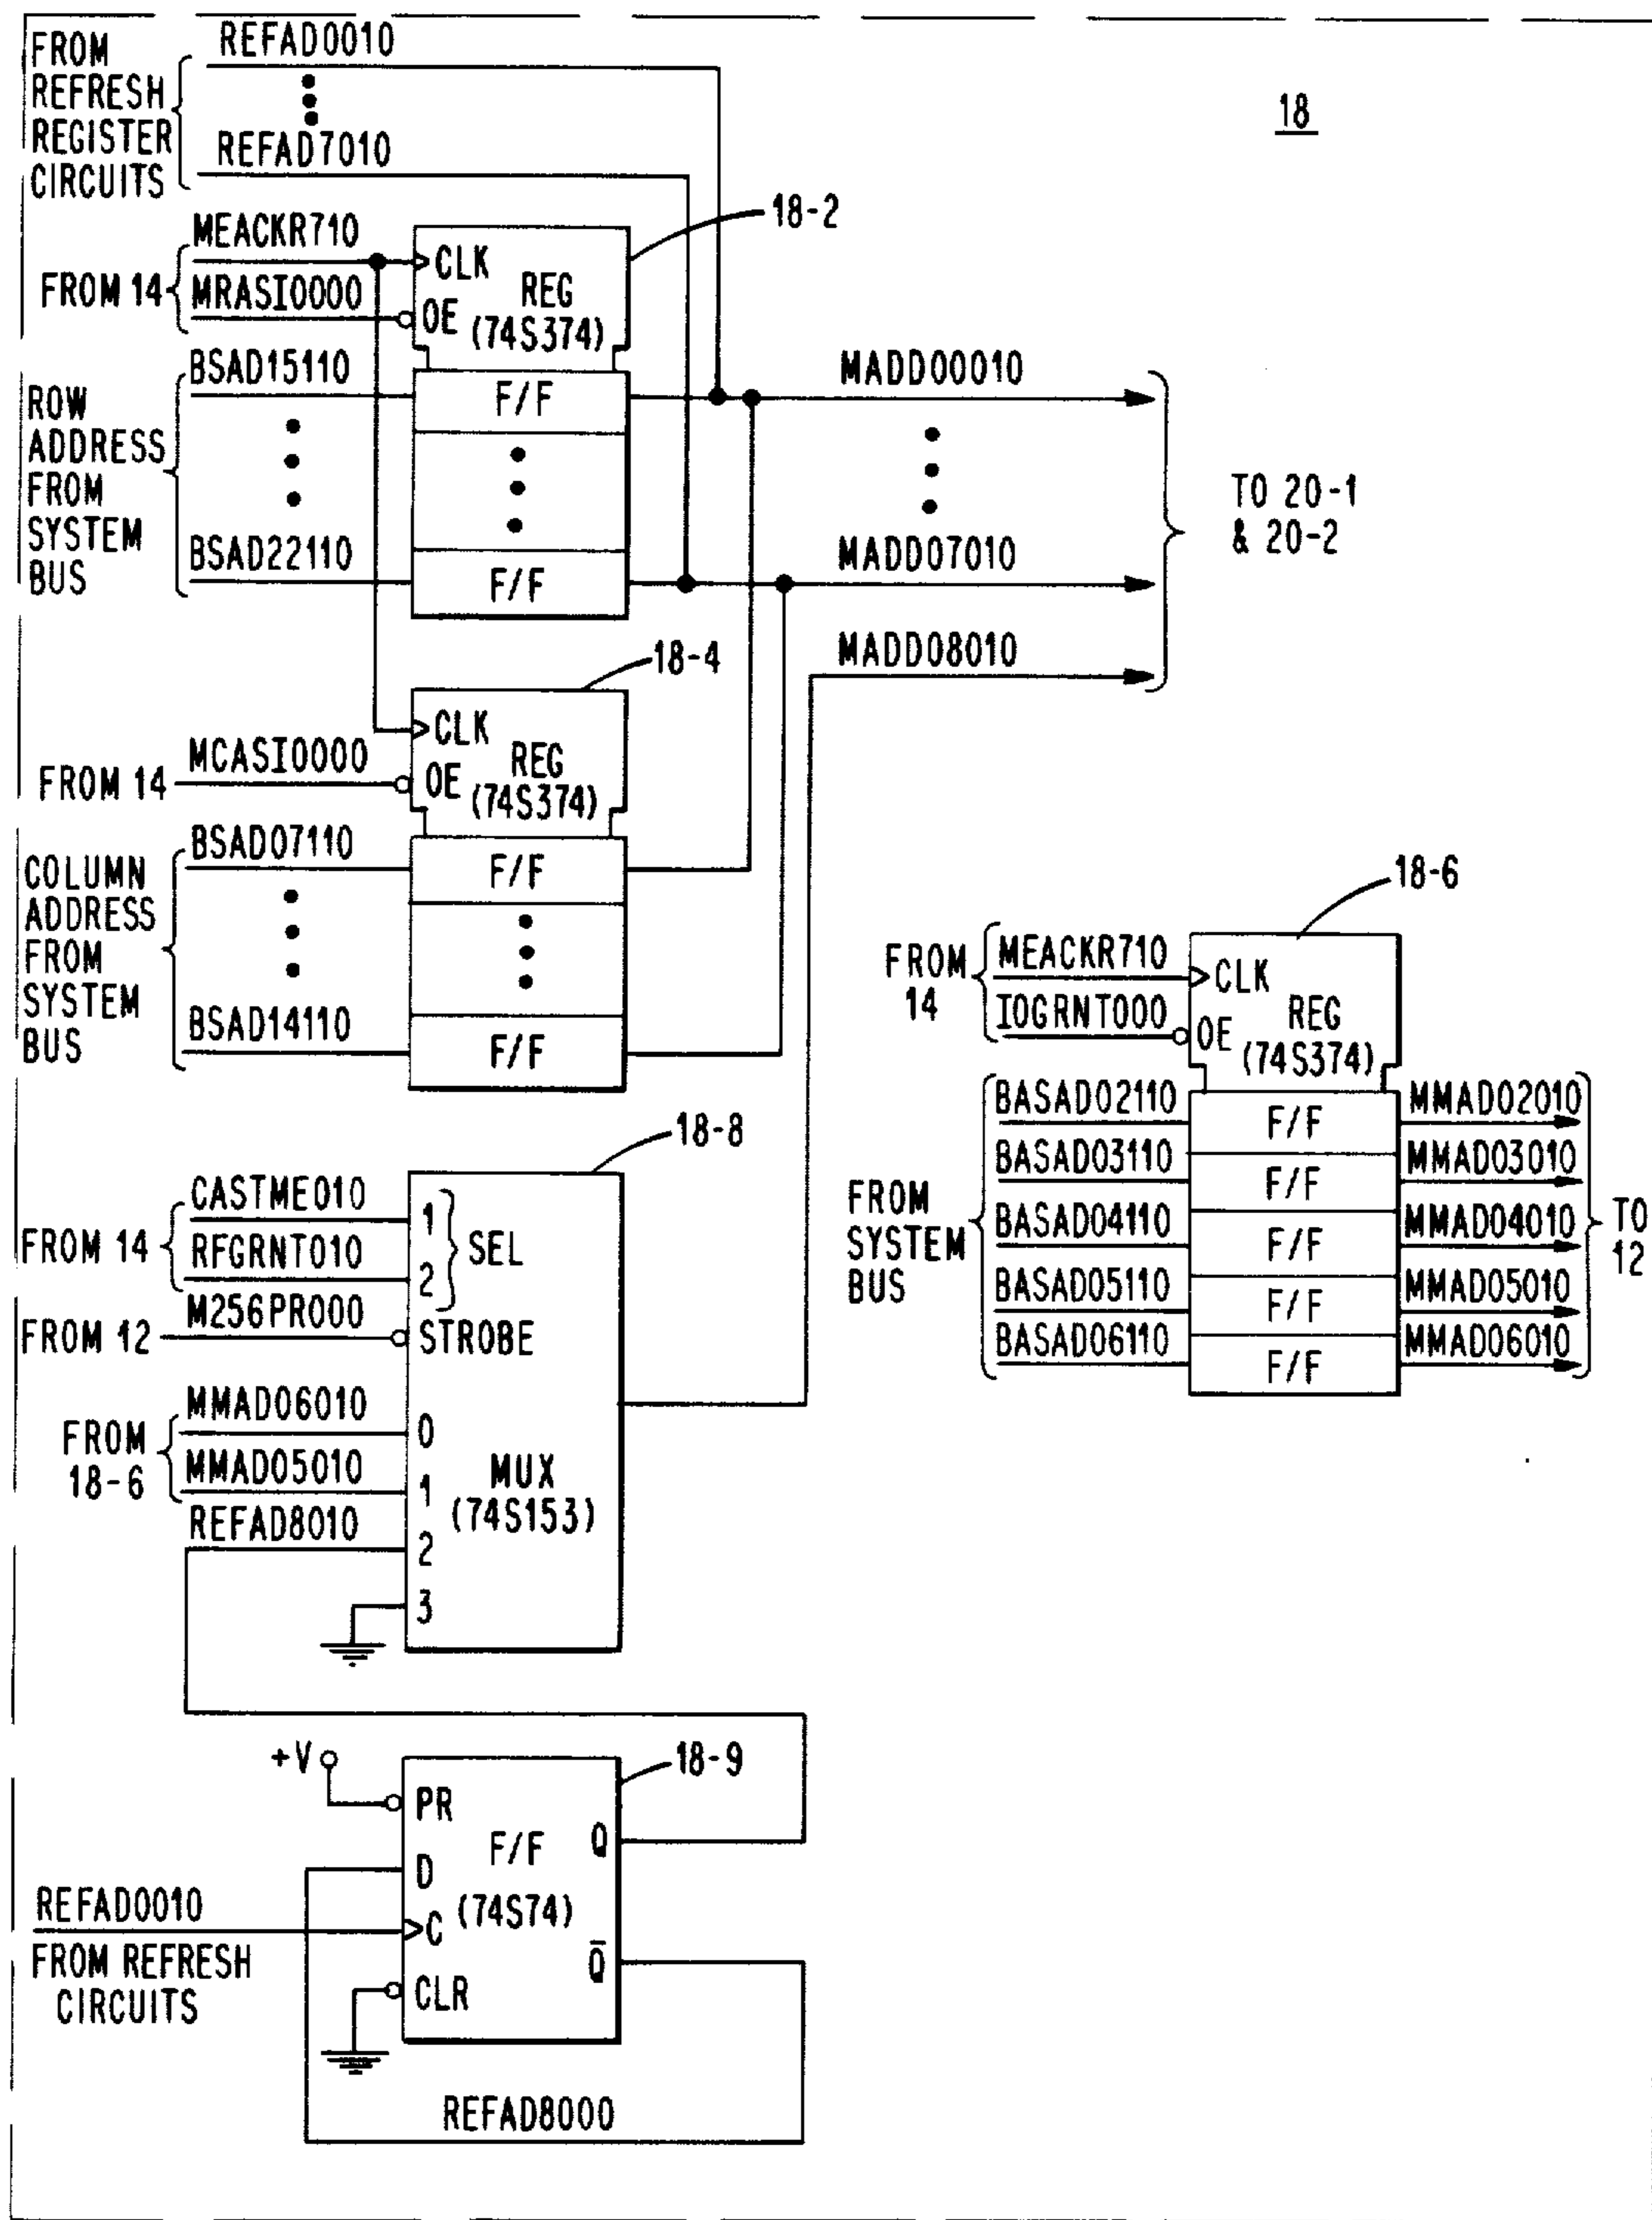 FROM
REFRESH
REGISTER
CIRCUITS
REFAD0010
REFAD7010
18
FROM 14
MEACKR710
MRASI0000
CLK
OE
REG
(74S374)
18-2
ROW
ADDRESS
FROM
SYSTEM
BUS
BSAD15110
BSAD22110
F/F
F/F
MADD00010
MADD07010
MADD08010
TO 20-1
& 20-2
18-4
FROM 14
MCASI0000
CLK
OE
REG
(74S374)
COLUMN
ADDRESS
FROM
SYSTEM
BUS
BSAD07110
BSAD14110
F/F
F/F
18-6
FROM
14
MEACKR710
IOGRNT000
CLK
OE
REG
(74S374)
FROM
SYSTEM
BUS
BASAD02110
F/F
MMAD02010
BASAD03110
F/F
MMAD03010
BASAD04110
F/F
MMAD04010
BASAD05110
F/F
MMAD05010
BASAD06110
F/F
MMAD06010
TO
12
18-8
FROM 14
CASTME010
RFGRNT010
1
2
SEL
FROM 12
M256PR000
STROBE
FROM
18-6
MMAD06010
0
MMAD05010
1
REFAD8010
2
3
MUX
(74S153)
18-9
+V
PR
D
C
CLR
F/F
(74S74)
Q
Q̅
REFAD0010
FROM REFRESH
CIRCUITS
REFAD8000